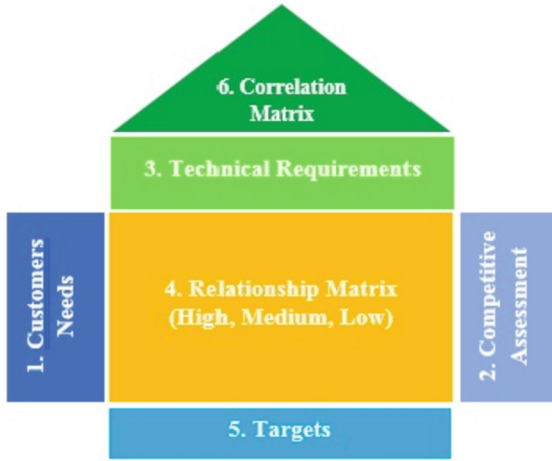 6. Correlation
Matrix
3. Technical Requirements
1. Customers
Needs
4. Relationship Matrix
(High, Medium, Low)
2. Competitive
Assessment
5. Targets